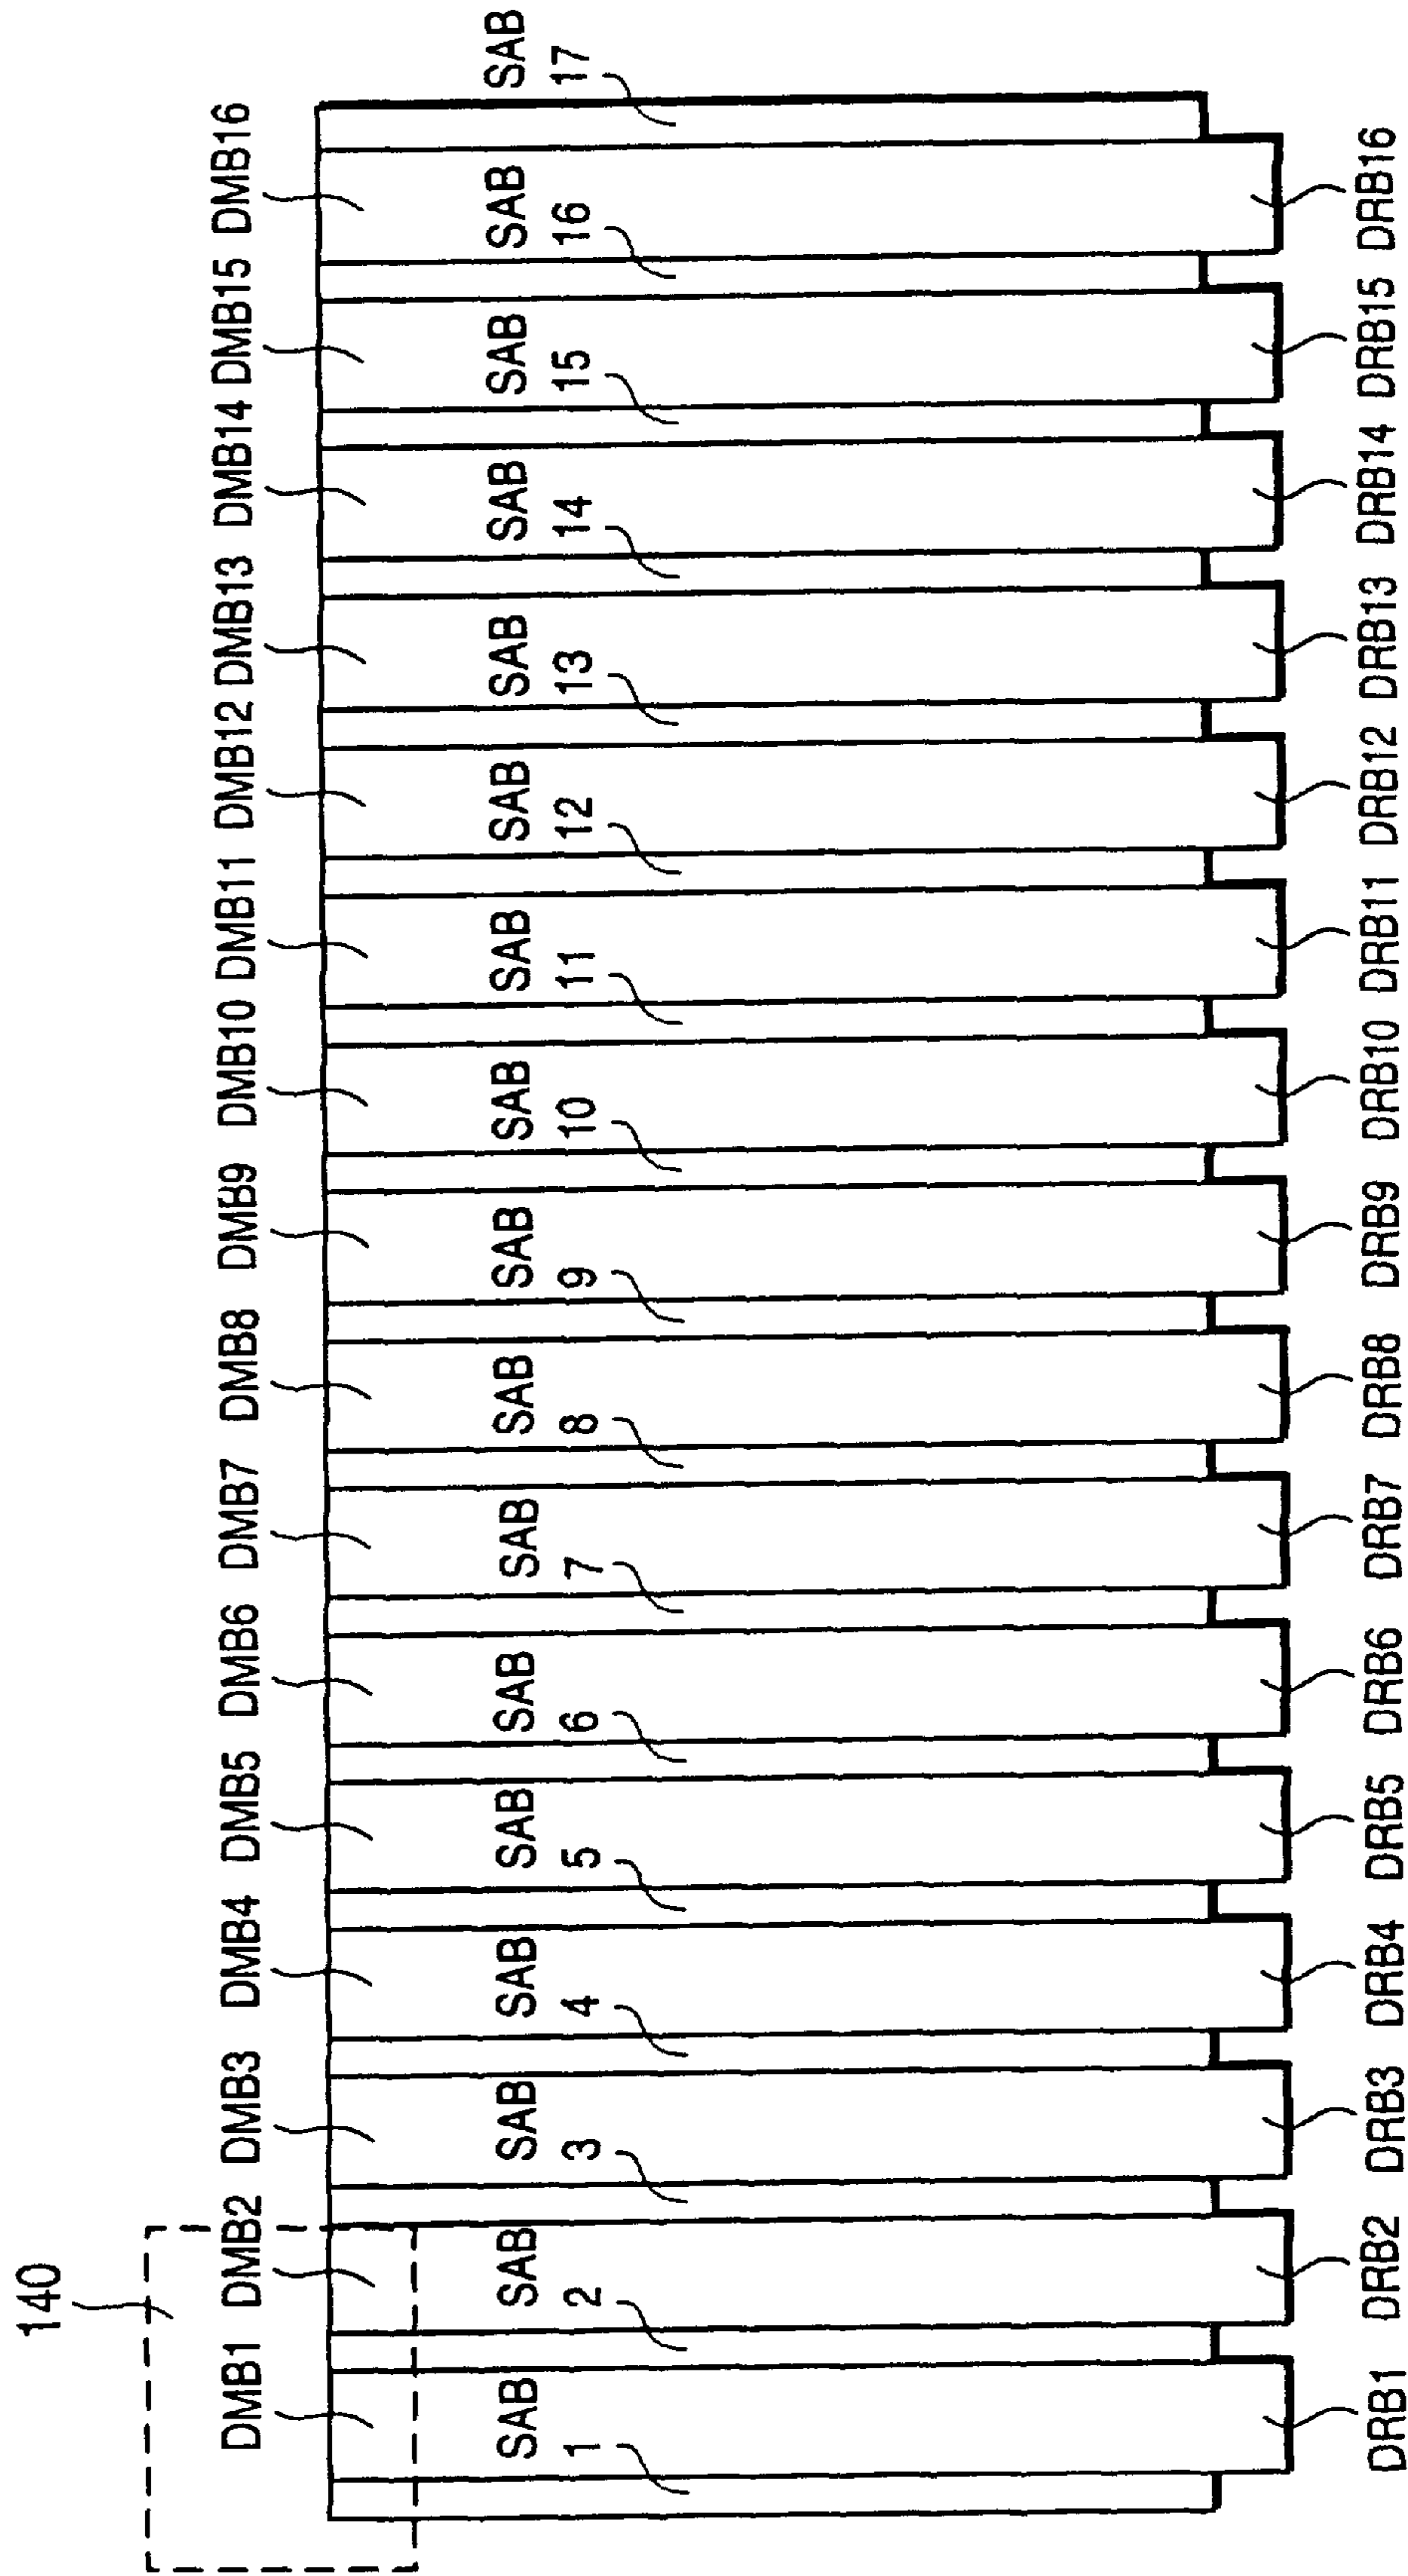 140
DMB1 DMB2 DMB3 DMB4 DMB5 DMB6 DMB7 DMB8 DMB9 DMB10 DMB11 DMB12 DMB13 DMB14 DMB15 DMB16
SAB SAB SAB SAB SAB SAB SAB SAB SAB SAB SAB SAB SAB SAB SAB SAB SAB
1 2 3 4 5 6 7 8 9 10 11 12 13 14 15 16 17
DRB1 DRB2 DRB3 DRB4 DRB5 DRB6 DRB7 DRB8 DRB9 DRB10 DRB11 DRB12 DRB13 DRB14 DRB15 DRB16